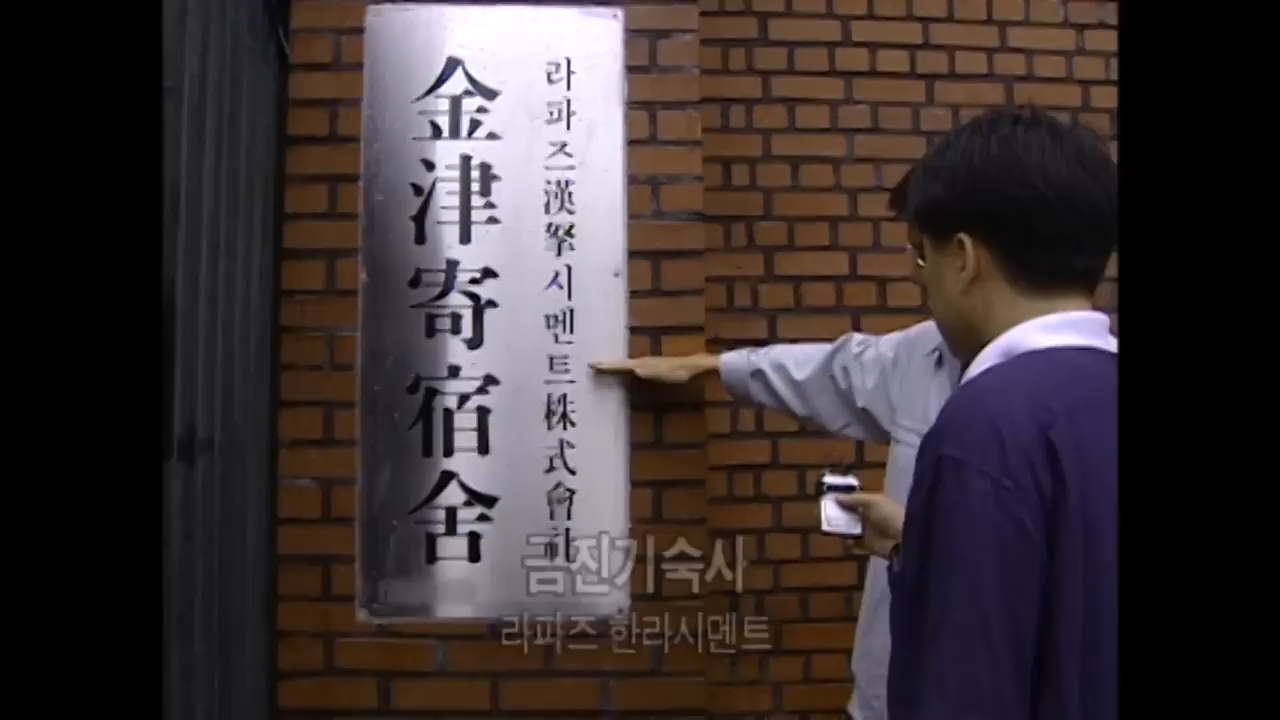 라파즈漢拏시멘트株式會社
金津寄宿舍
금진기숙사
라파즈 한라시멘트